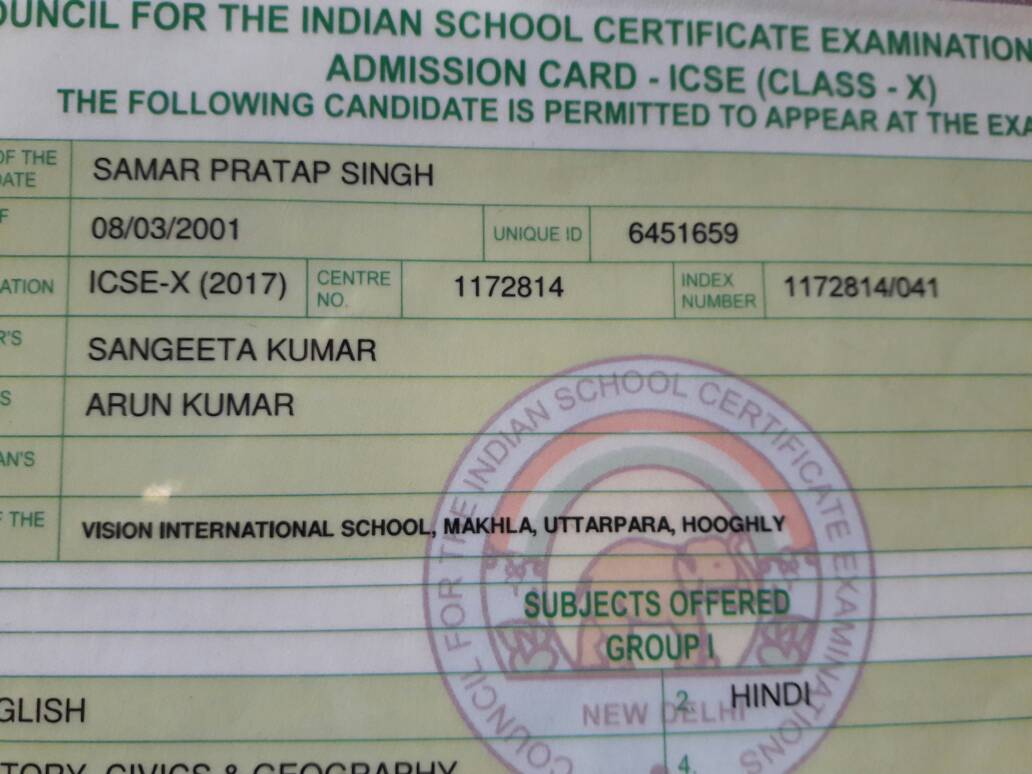 OUNCIL FOR THE INDIAN SCHOOL CERTIFICATE EXAMINATION
ADMISSION CARD - ICSE (CLASS - X)
THE FOLLOWING CANDIDATE IS PERMITTED TO APPEAR AT THE EXA
OF THE
DATE
SAMAR PRATAP SINGH
F
08/03/2001 UNIQUE ID 6451659
ATION ICSE-X (2017) CENTRE NO. 1172814 INDEX NUMBER 1172814/041
R'S SANGEETA KUMAR
S ARUN KUMAR
AN'S
THE VISION INTERNATIONAL SCHOOL, MAKHLA, UTTARPARA, HOOGHLY
SUBJECTS OFFERED
GROUP I
GLISH 2. HINDI
TORY, CIVICS & GEOGRAPHY 4.
COUNCIL FOR THE INDIAN SCHOOL CERTIFICATE EXAMINATIONS
NEW DELHI